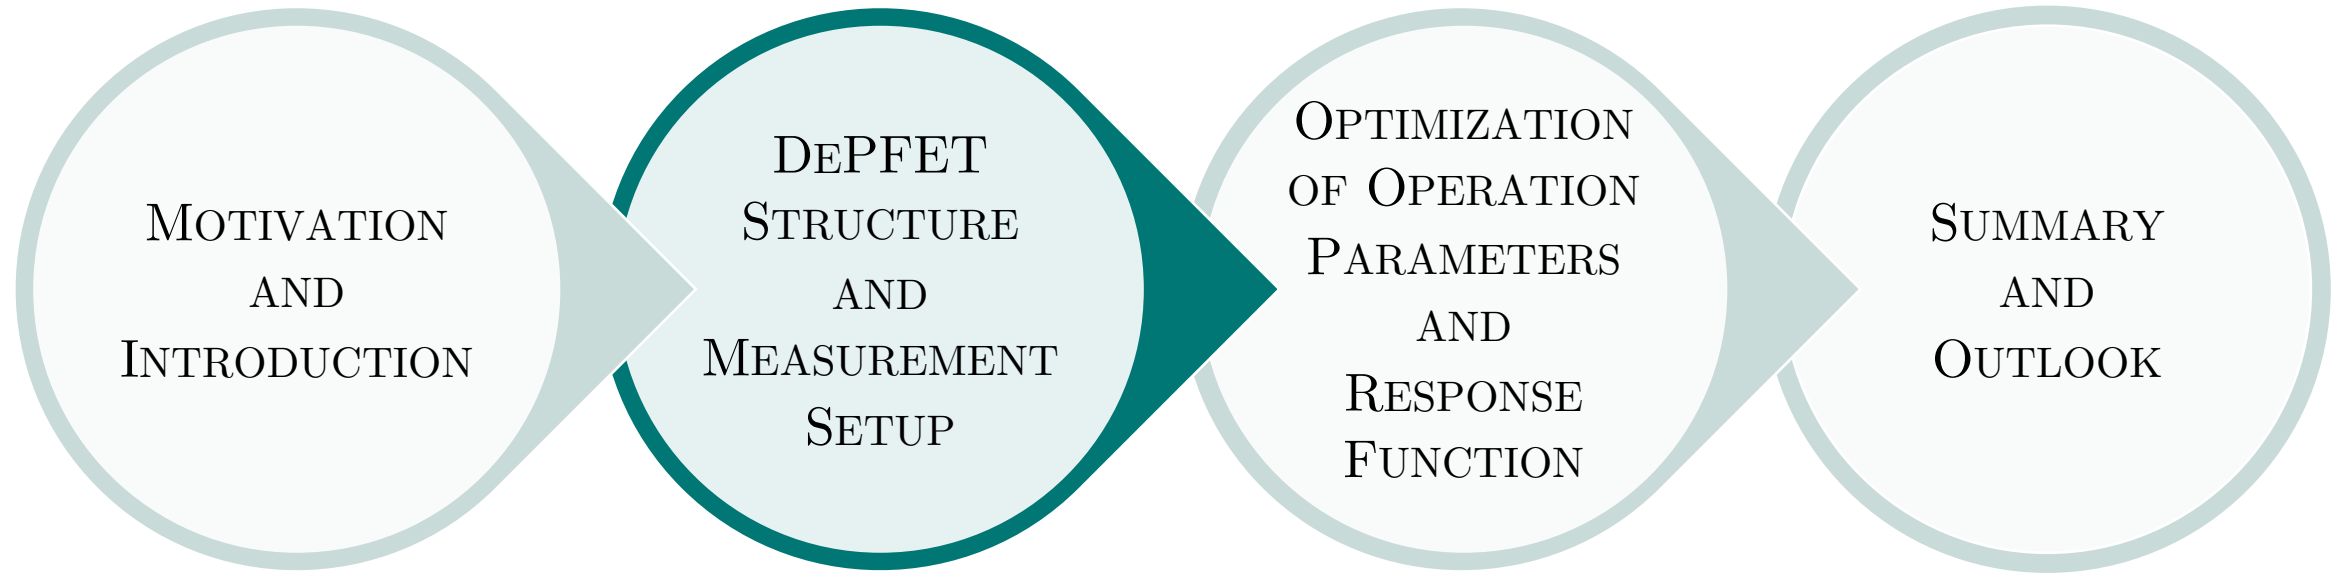 Motivation
and
Introduction
DePFET
Structure
and
Measurement
Setup
Optimization
of Operation
Parameters
and
Response
Function
Summary
and
Outlook